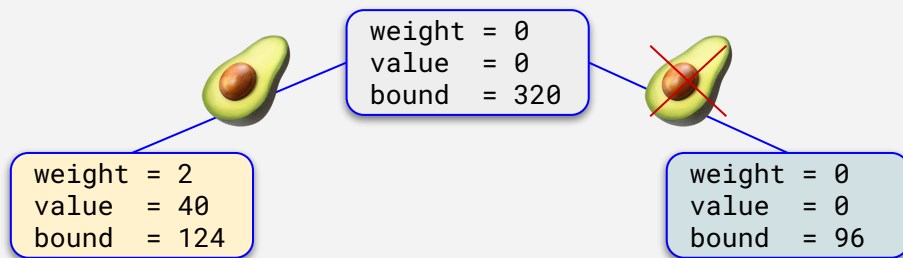 weight = 0
value  = 0
bound  = 320
weight = 2
value  = 40
bound  = 124
weight = 0
value  = 0
bound  = 96